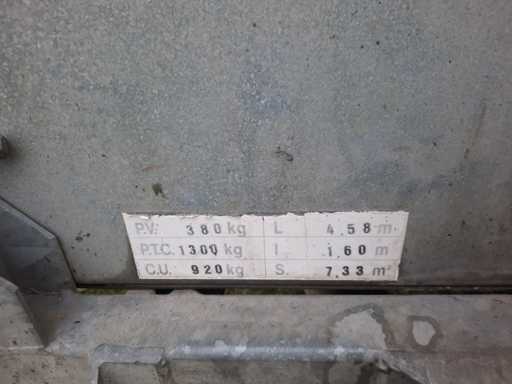 P.V. 380 kg L 4.58 m
P.T.C. 1300 kg l 1.60 m
C.U. 920 kg S. 7.33 m²